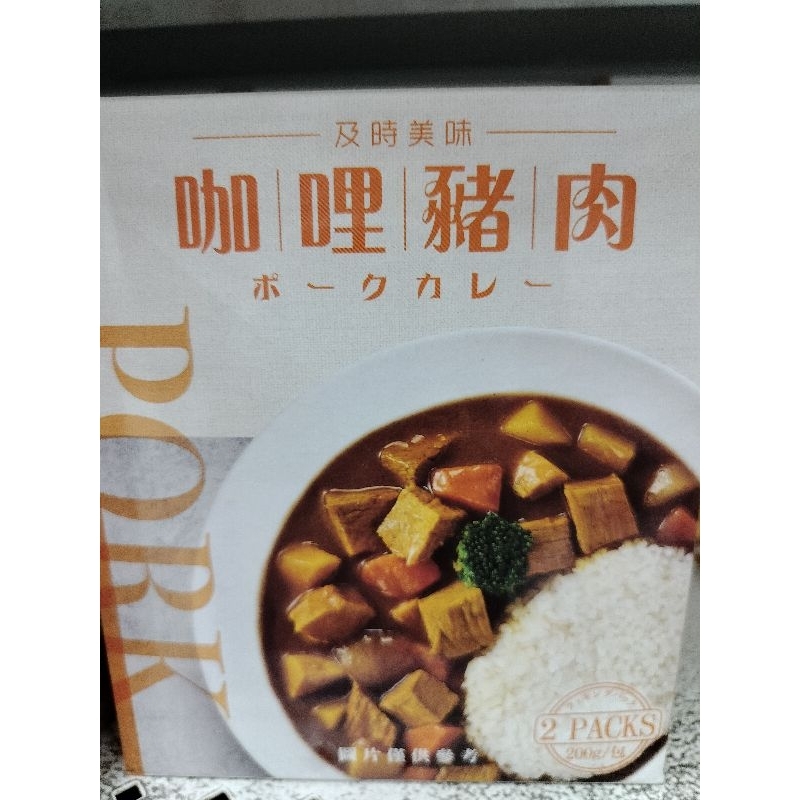 及時美味
咖哩豬肉
ポークカレー
PORK
2 PACKS
200g/包
圖片僅供參考